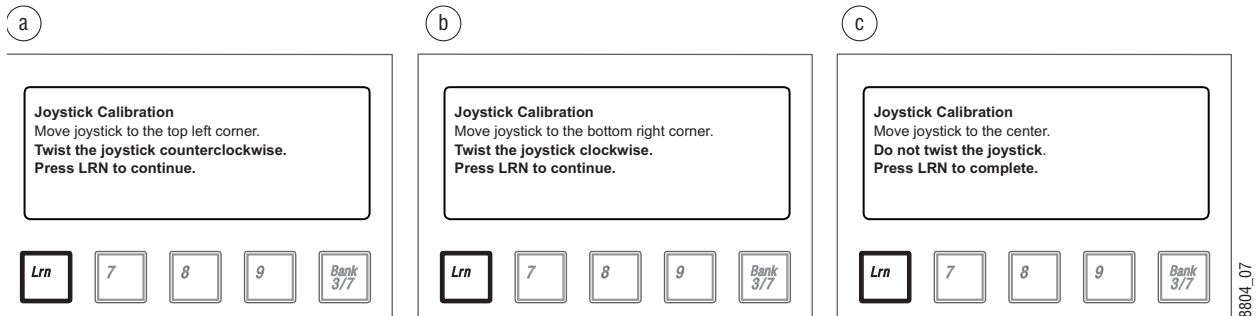 a
Joystick Calibration
Move joystick to the top left corner.
Twist the joystick counterclockwise.
Press LRN to continue.
Lrn
7
8
9
Bank
3/7
b
Joystick Calibration
Move joystick to the bottom right corner.
Twist the joystick clockwise.
Press LRN to continue.
Lrn
7
8
9
Bank
3/7
c
Joystick Calibration
Move joystick to the center.
Do not twist the joystick.
Press LRN to complete.
Lrn
7
8
9
Bank
3/7
8804_07